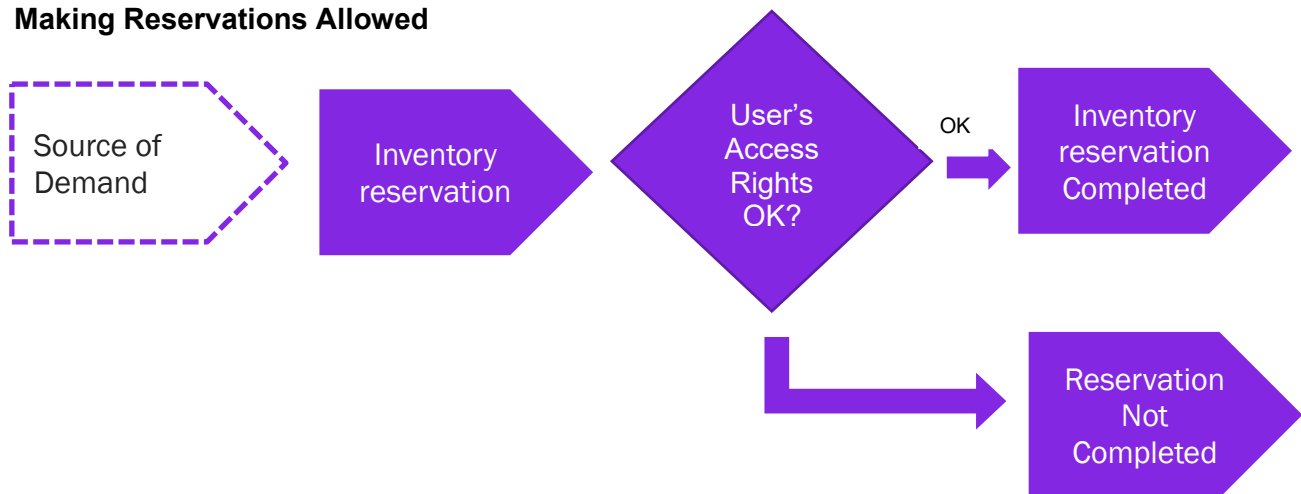 Making Reservations Allowed
Source of
Demand
Inventory
reservation
User's
Access
Rights
OK?
OK
Inventory
reservation
Completed
Reservation
Not
Completed